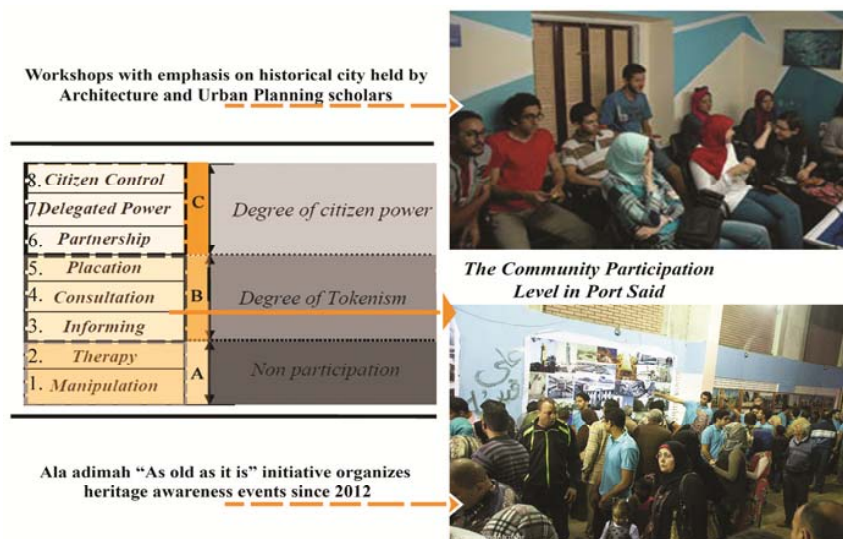 Workshops with emphasis on historical city held by
Architecture and Urban Planning scholars
8. Citizen Control
7. Delegated Power
6. Partnership
C
Degree of citizen power
5. Placation
4. Consultation
3. Informing
B
Degree of Tokenism
2. Therapy
1. Manipulation
A
Non participation
The Community Participation
Level in Port Said
على
Ala adimah “As old as it is” initiative organizes
heritage awareness events since 2012